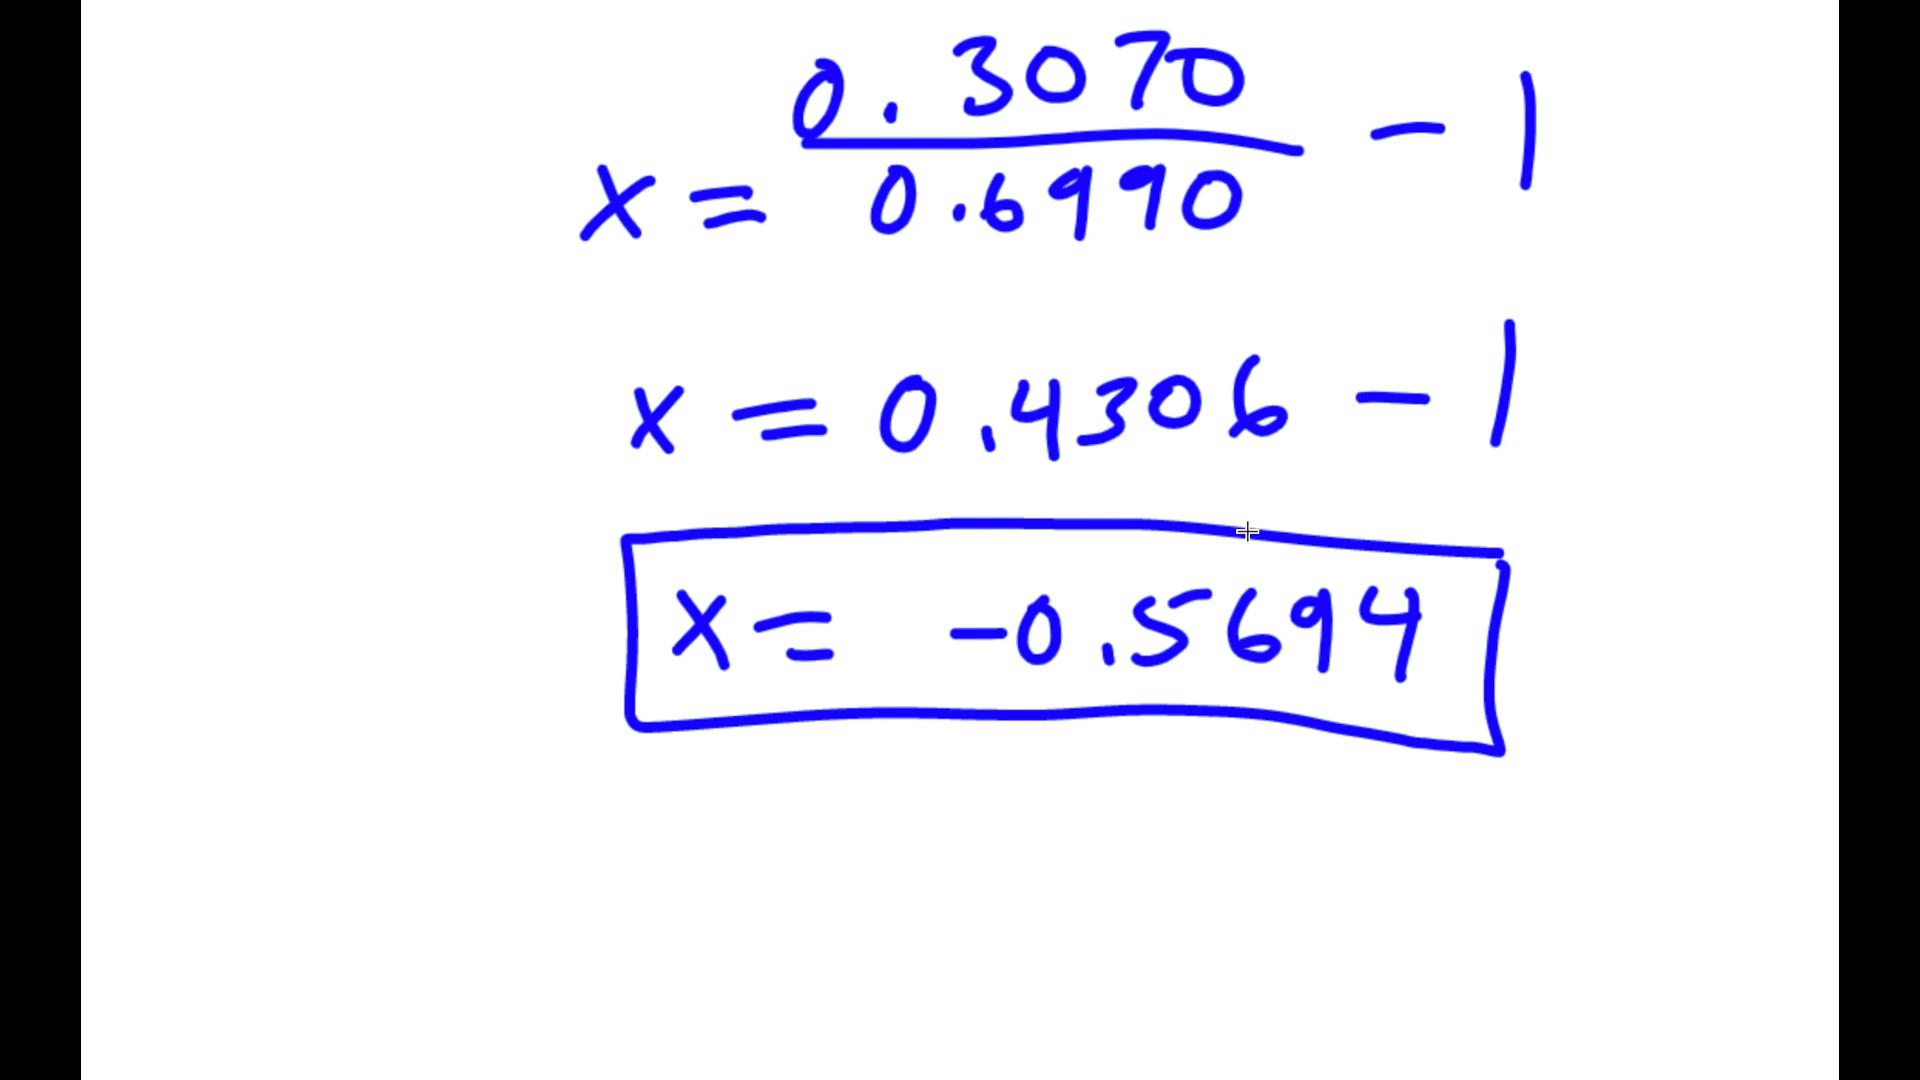 x = 0.3070 / 0.6990 - 1
x = 0.4306 - 1
x = -0.5694